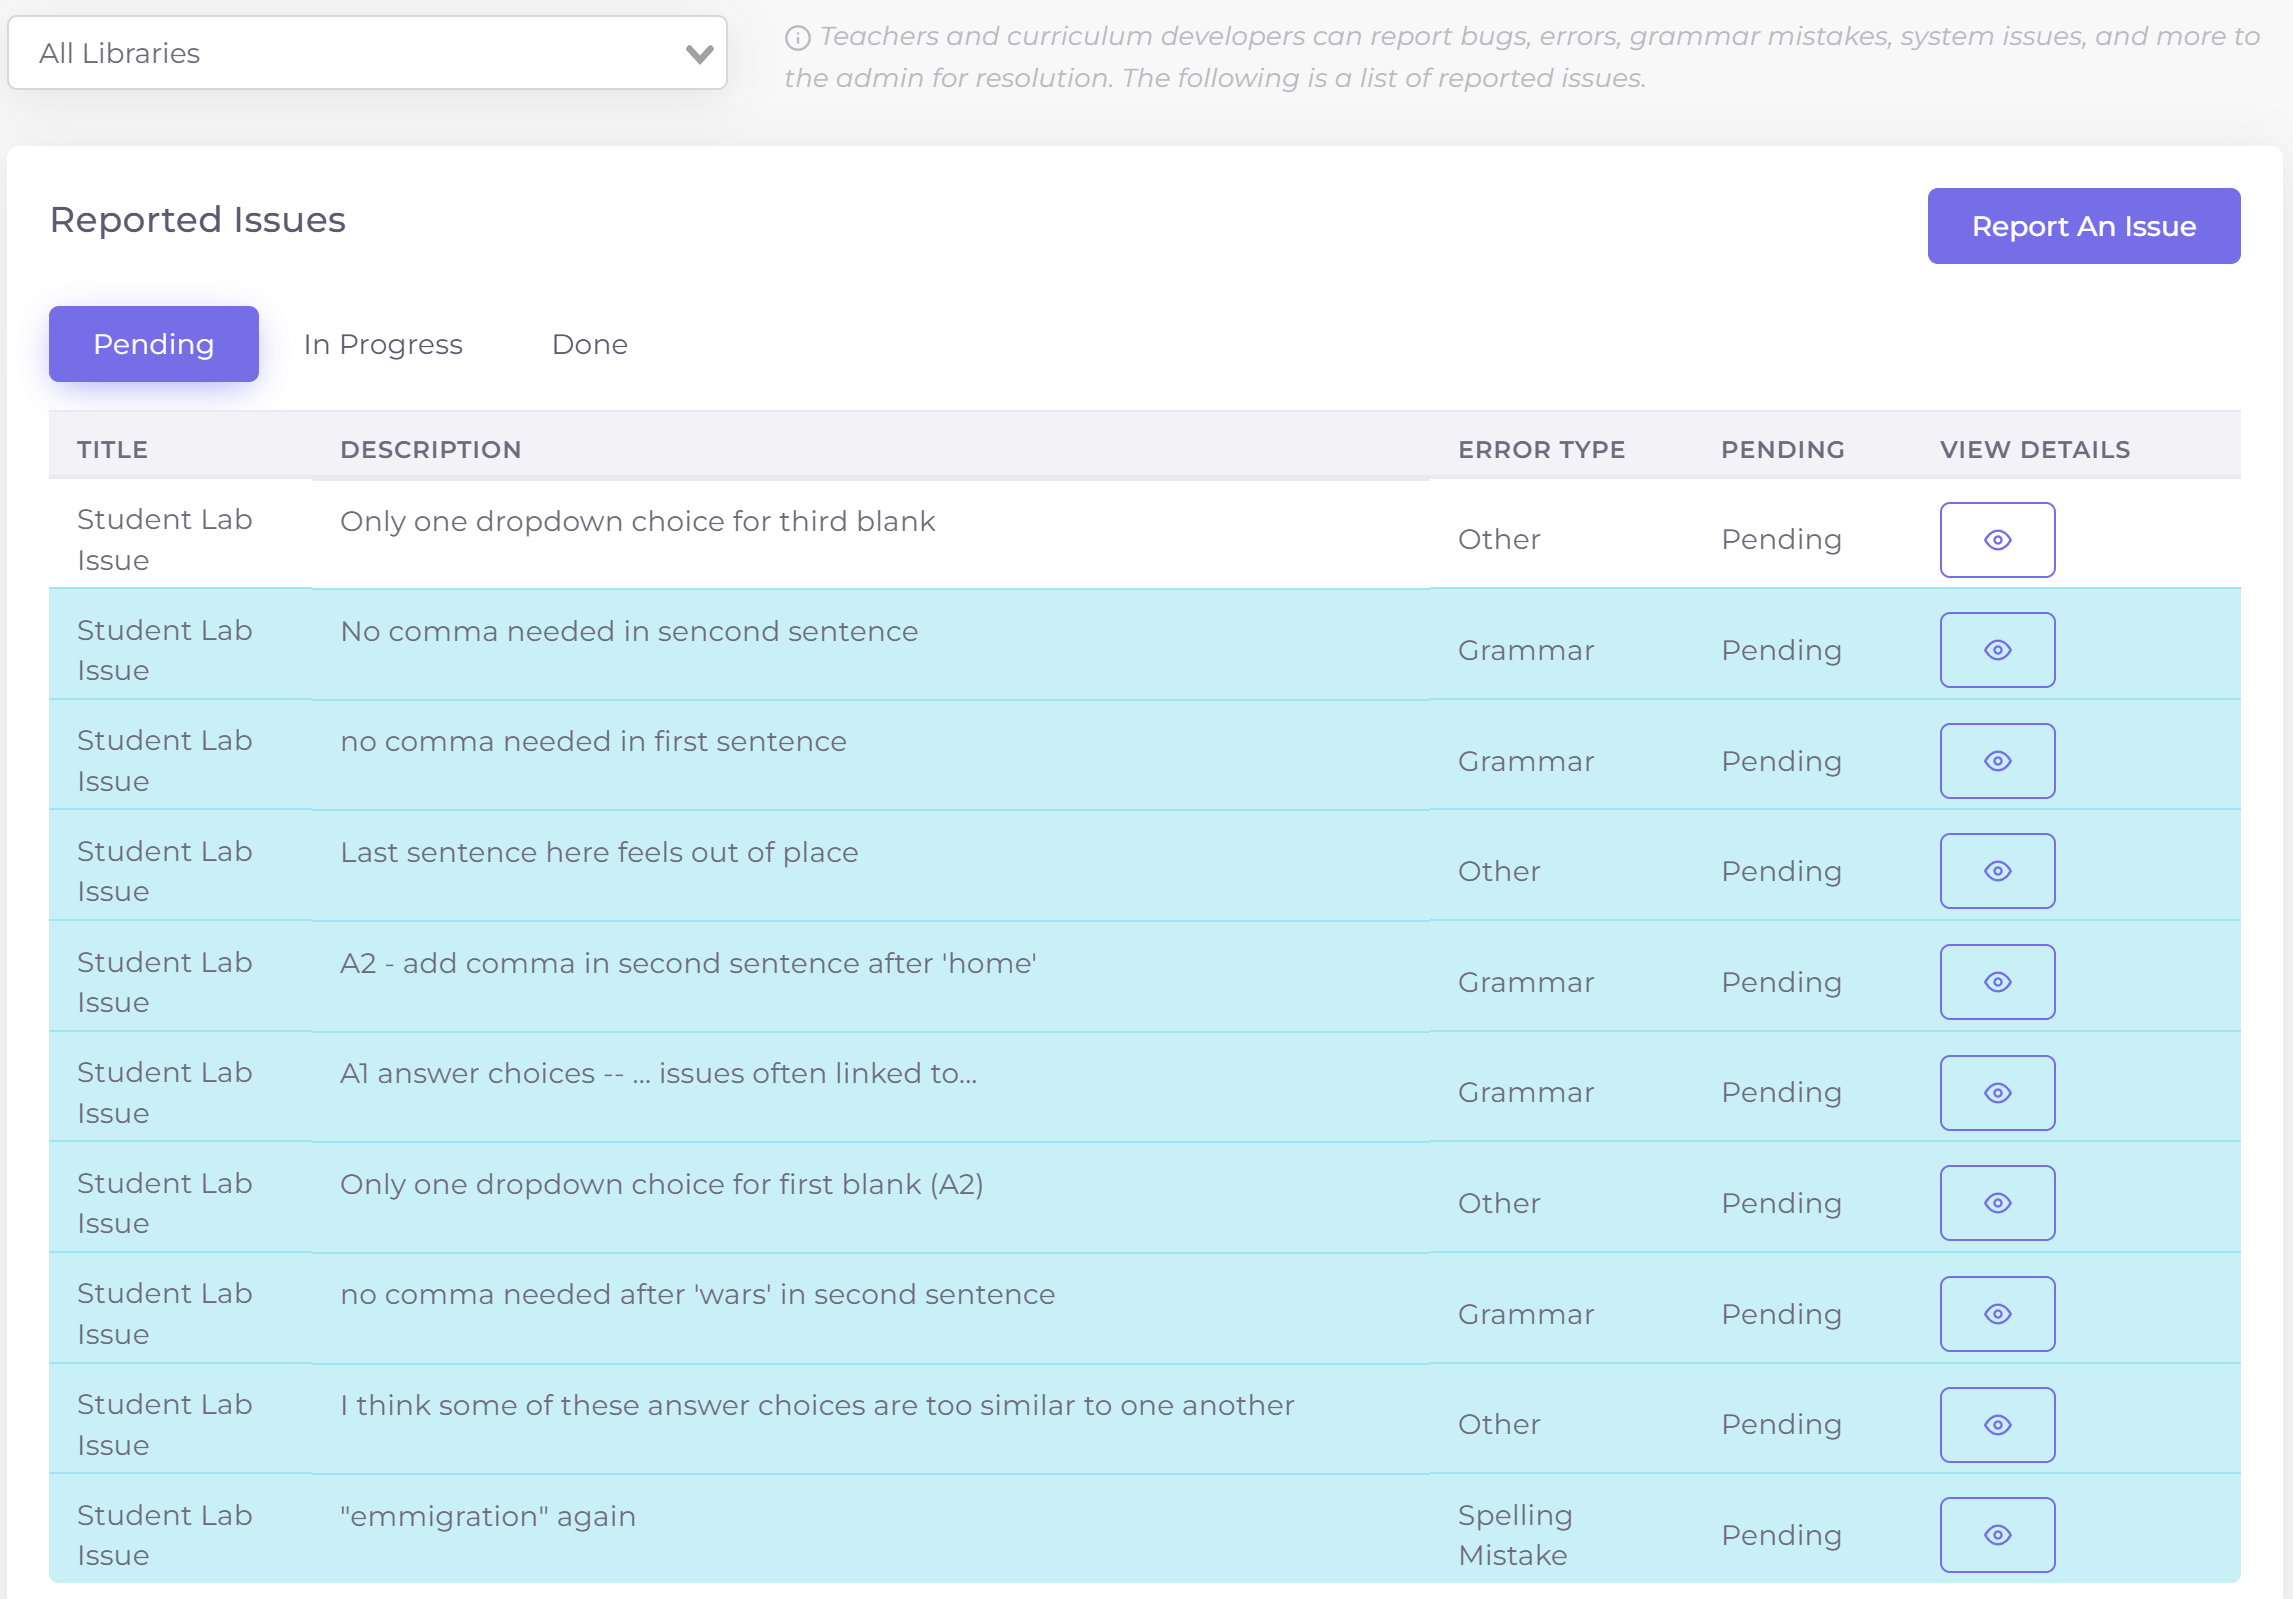 All Libraries
Teachers and curriculum developers can report bugs, errors, grammar mistakes, system issues, and more to
the admin for resolution. The following is a list of reported issues.
Reported Issues
Report An Issue
Pending In Progress Done
TITLE DESCRIPTION ERROR TYPE PENDING VIEW DETAILS
Student Lab Only one dropdown choice for third blank
Issue Other Pending
Student Lab No comma needed in sencond sentence
Issue Grammar Pending
Student Lab no comma needed in first sentence
Issue Grammar Pending
Student Lab Last sentence here feels out of place
Issue Other Pending
Student Lab A2 - add comma in second sentence after 'home'
Issue Grammar Pending
Student Lab A1 answer choices -- ... issues often linked to...
Issue Grammar Pending
Student Lab Only one dropdown choice for first blank (A2)
Issue Other Pending
Student Lab no comma needed after 'wars' in second sentence
Issue Grammar Pending
Student Lab I think some of these answer choices are too similar to one another
Issue Other Pending
Student Lab "emmigration" again Spelling
Issue Mistake Pending